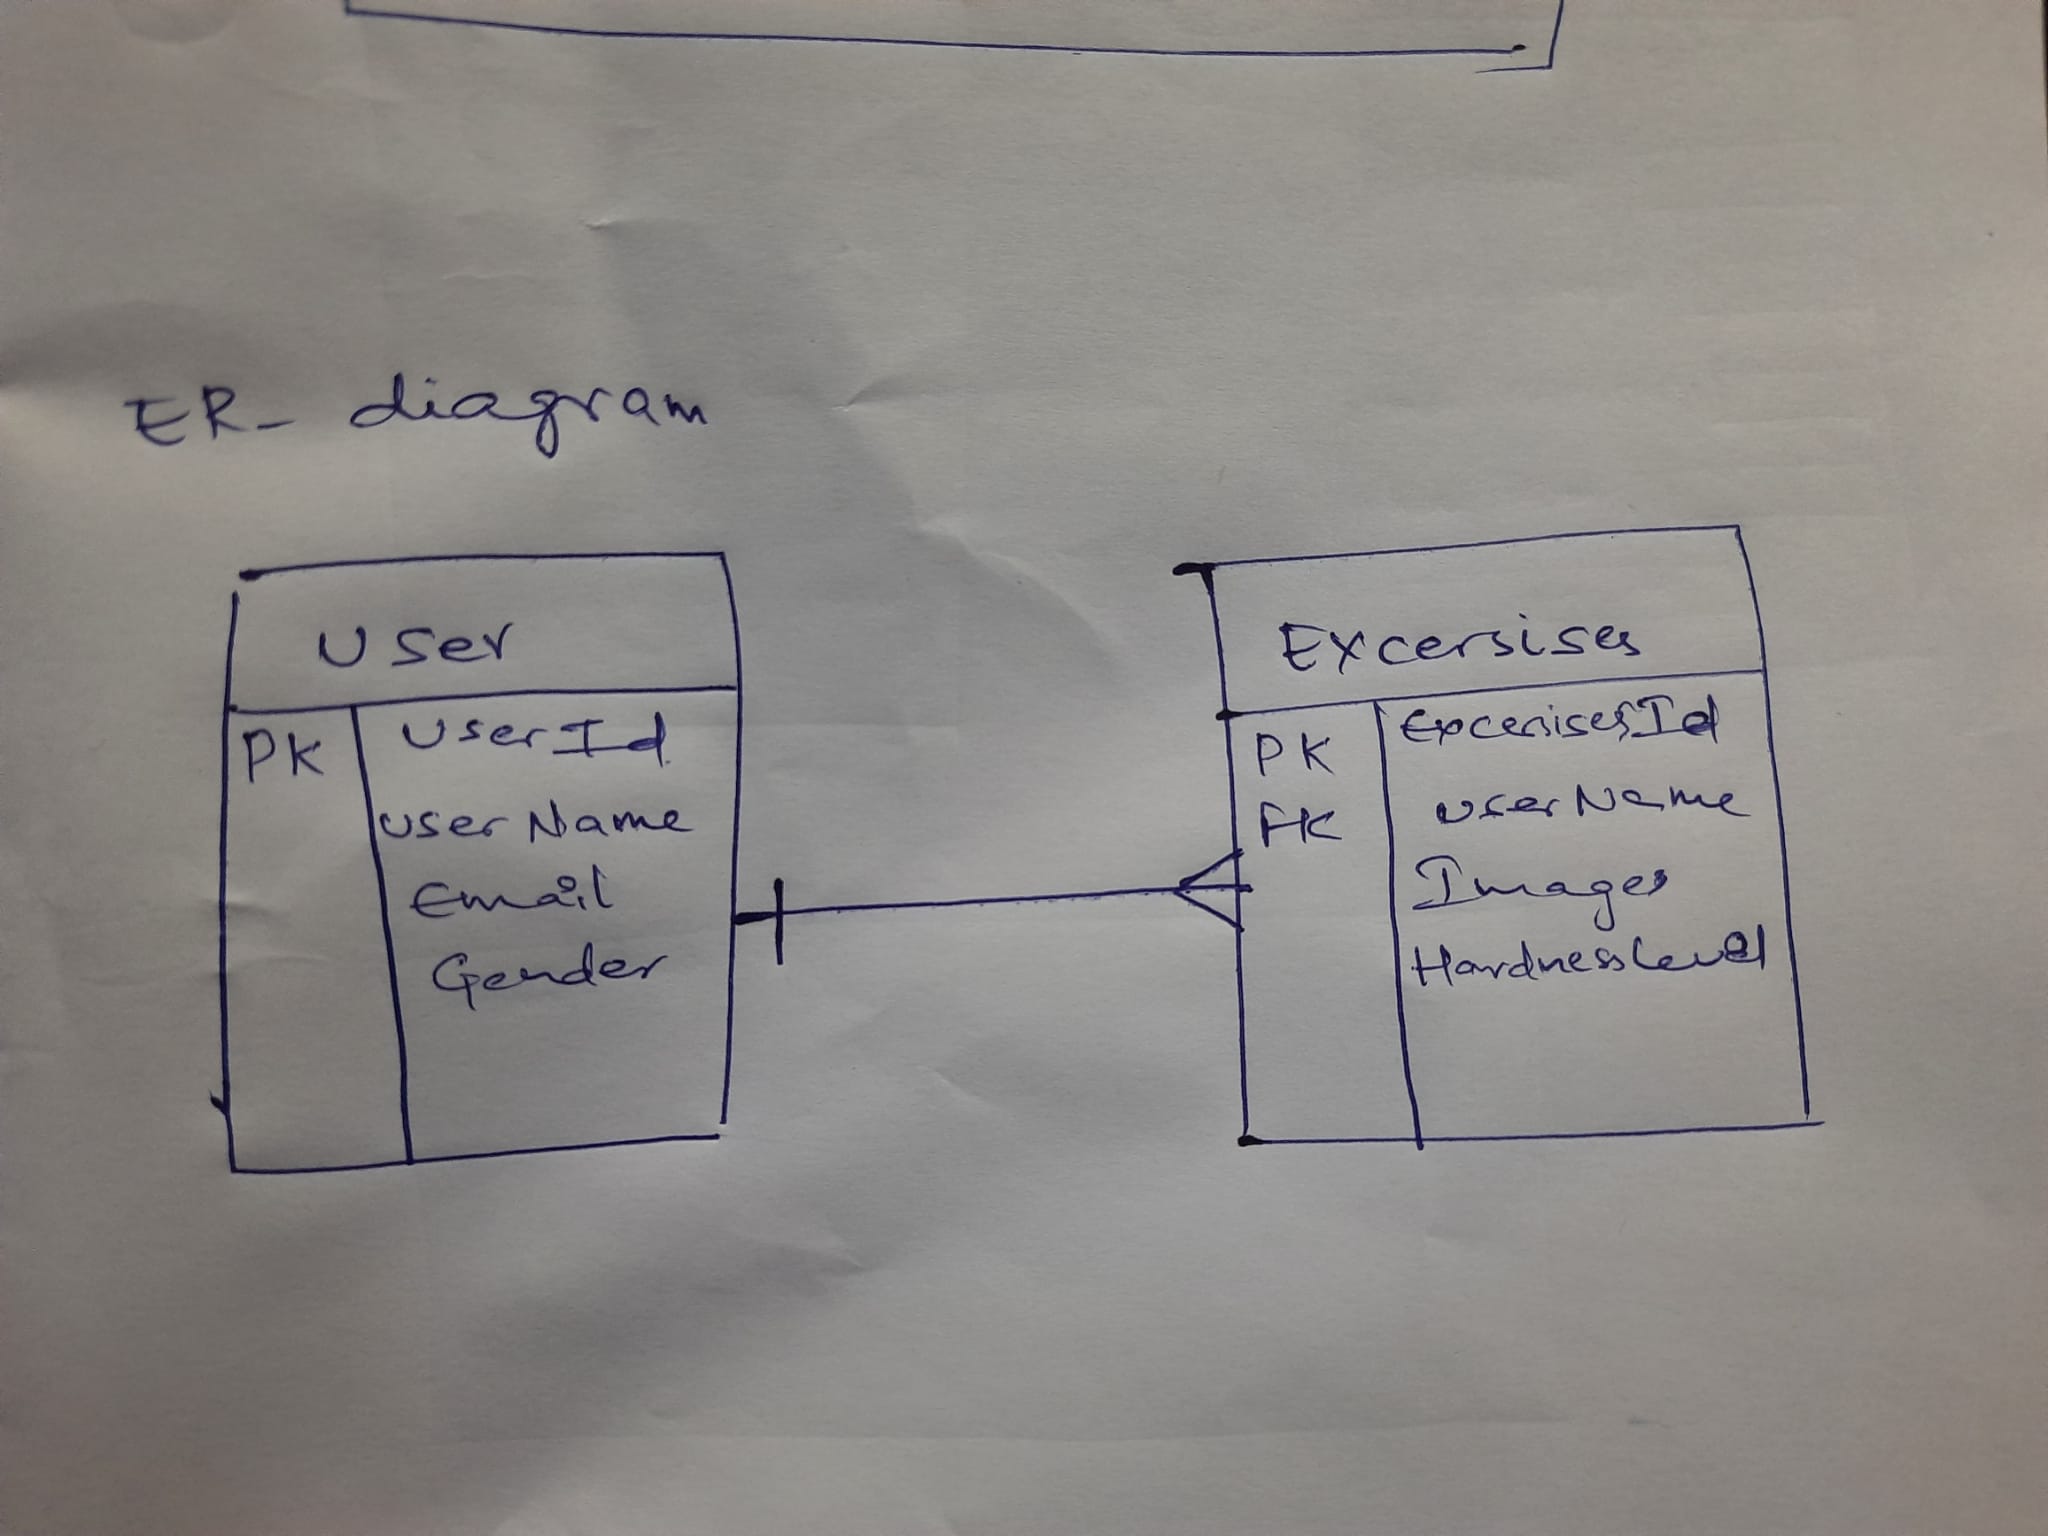 ER- diagram
User
PK UserId
userName
Email
Gender
Excersises
PK ExcersisesId
FK userName
Images
HardnessLevel